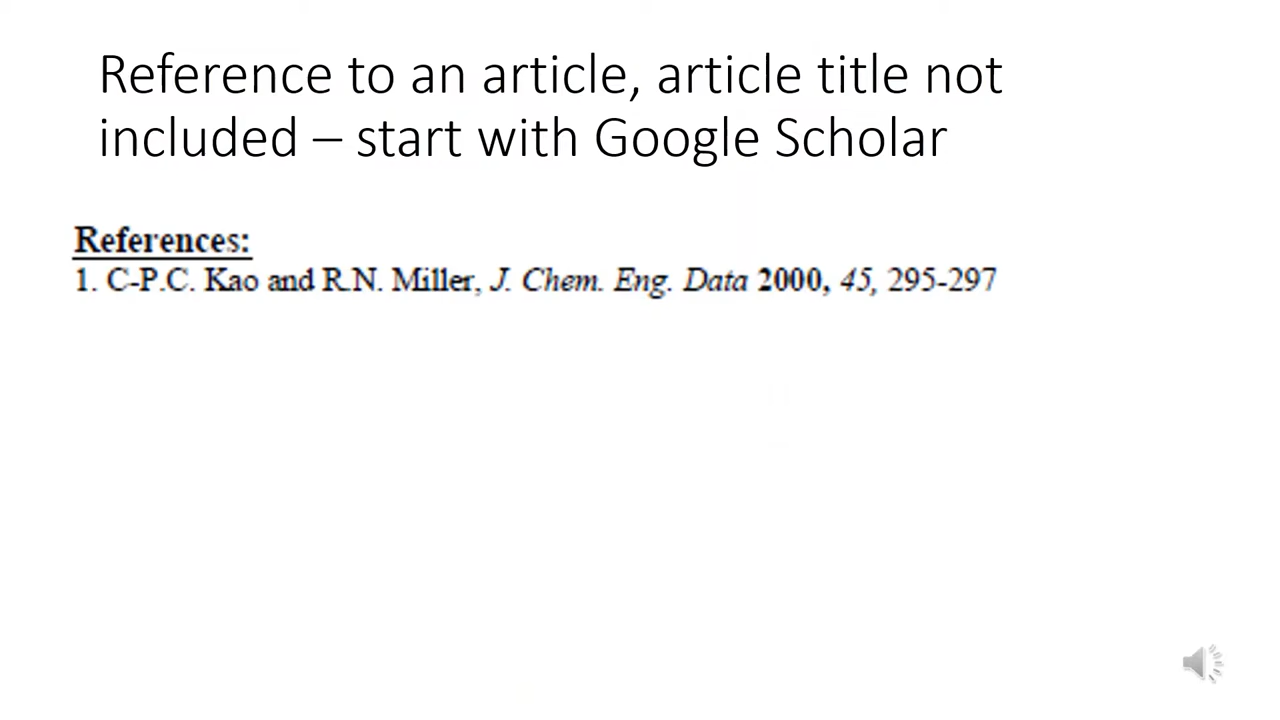 Reference to an article, article title not
included – start with Google Scholar
References:
1. C-P.C. Kao and R.N. Miller, J. Chem. Eng. Data 2000, 45, 295-297